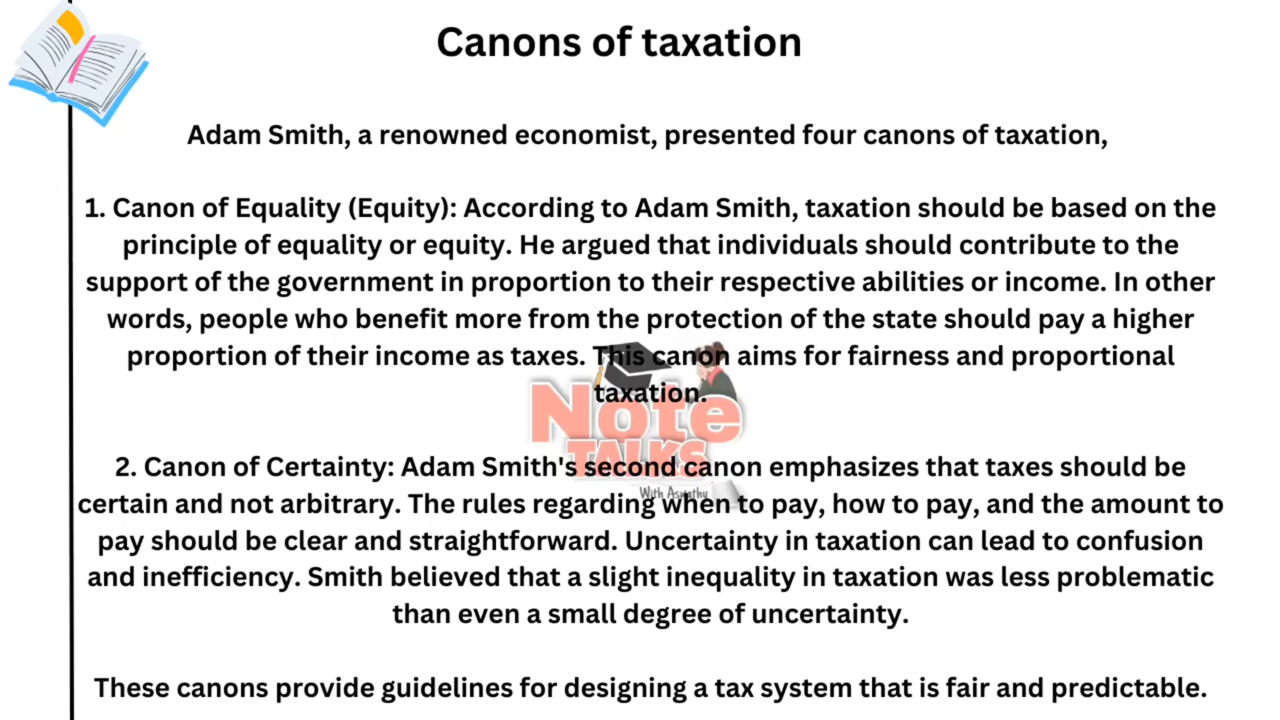 Canons of taxation
Adam Smith, a renowned economist, presented four canons of taxation,
1. Canon of Equality (Equity): According to Adam Smith, taxation should be based on the
principle of equality or equity. He argued that individuals should contribute to the
support of the government in proportion to their respective abilities or income. In other
words, people who benefit more from the protection of the state should pay a higher
proportion of their income as taxes. This canon aims for fairness and proportional
taxation.
Note
TALKS
With Aswathy
2. Canon of Certainty: Adam Smith's second canon emphasizes that taxes should be
certain and not arbitrary. The rules regarding when to pay, how to pay, and the amount to
pay should be clear and straightforward. Uncertainty in taxation can lead to confusion
and inefficiency. Smith believed that a slight inequality in taxation was less problematic
than even a small degree of uncertainty.
These canons provide guidelines for designing a tax system that is fair and predictable.